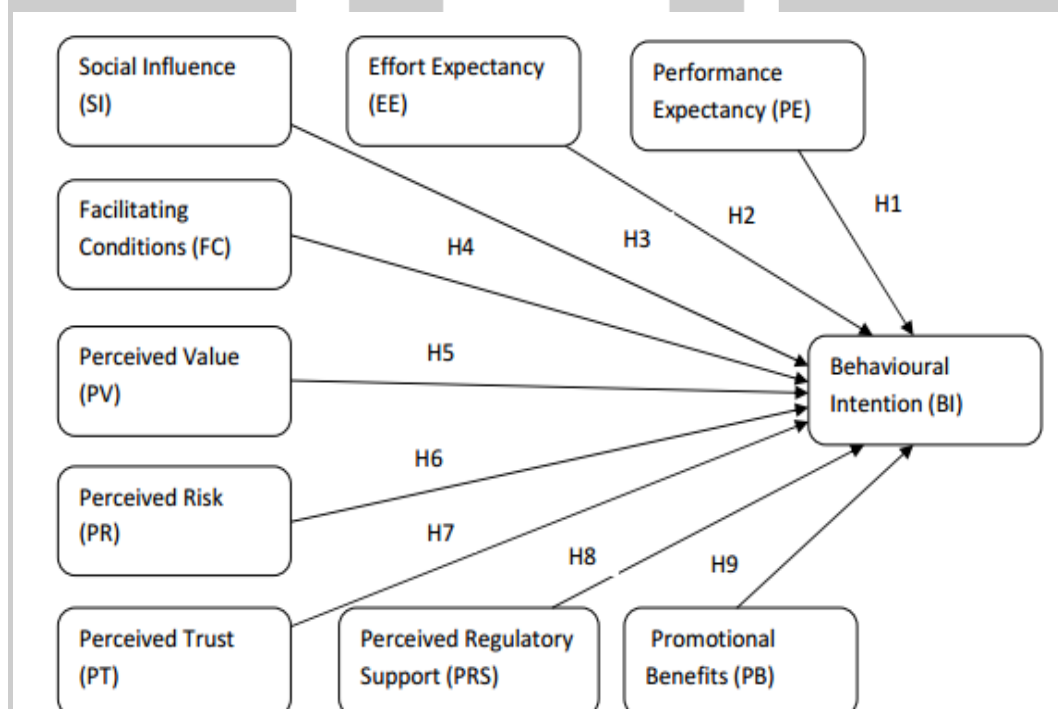 Social Influence
(SI)
Effort Expectancy
(EE)
Performance
Expectancy (PE)
H1
H2
H3
Facilitating
Conditions (FC)
H4
Perceived Value
(PV)
H5
Behavioural
Intention (BI)
H6
Perceived Risk
(PR)
H7
H8
H9
Perceived Trust
(PT)
Perceived Regulatory
Support (PRS)
Promotional
Benefits (PB)